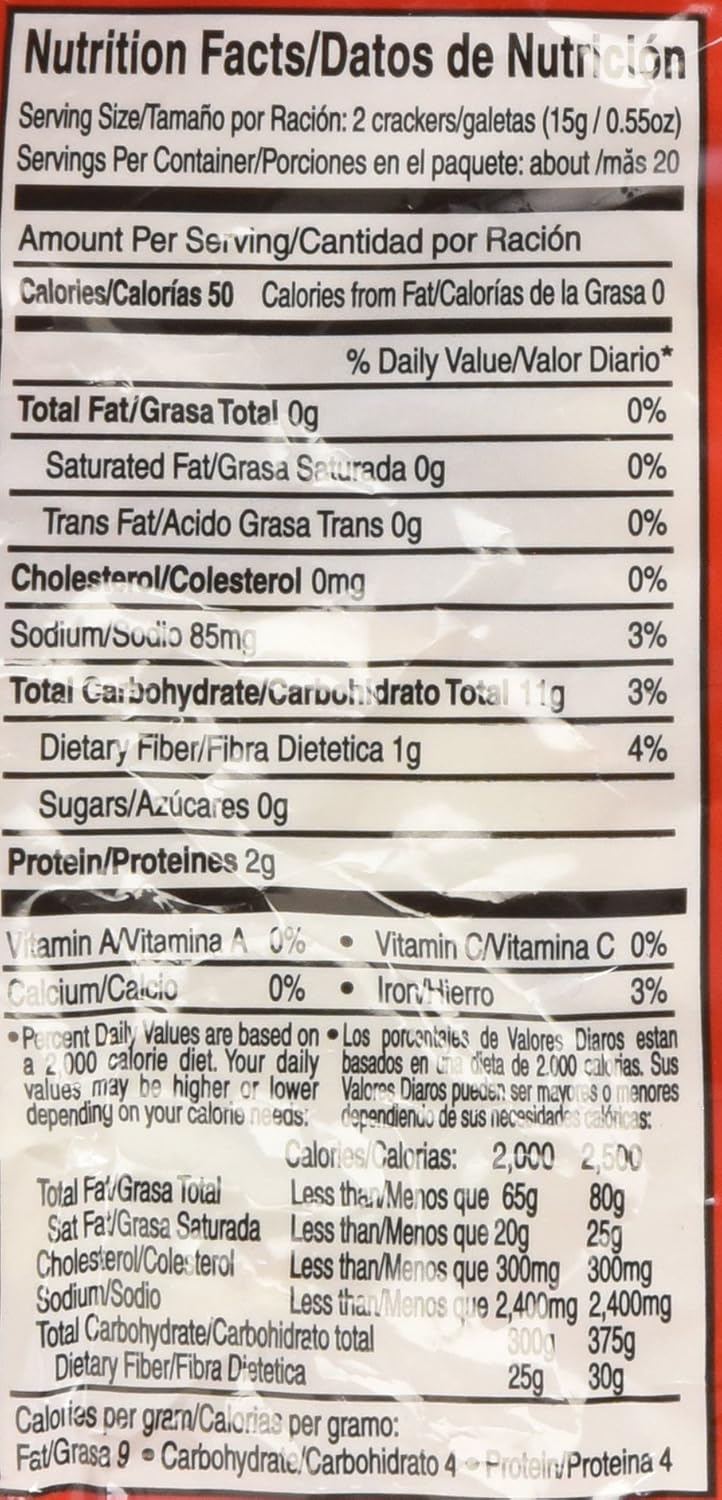 Nutrition Facts/Datos de Nutrición
Serving Size/Tamaño por Ración: 2 crackers/galetas (15g / 0.55oz)
Servings Per Container/Porciones en el paquete: about /măs 20
Amount Per Serving/Cantidad por Ración
Calories/Calorías 50 Calories from Fat/Calorías de la Grasa 0
% Daily Value/Valor Diario*
Total Fat/Grasa Total 0g 0%
Saturated Fat/Grasa Saturada 0g 0%
Trans Fat/Acido Grasa Trans 0g 0%
Cholesterol/Colesterol 0mg 0%
Sodium/Sodio 85mg 3%
Total Carbohydrate/Carbohidrato Total 11g 3%
Dietary Fiber/Fibra Dietetica 1g 4%
Sugars/Azúcares 0g
Protein/Proteines 2g
Vitamin A/Vitamina A 0% • Vitamin C/Vitamina C 0%
Calcium/Calcio 0% • Iron/Hierro 3%
• Percent Daily Values are based on
a 2,000 calorie diet. Your daily
values may be higher or lower
depending on your calorie needs:
• Los porcentajes de Valores Diaros estan
basados en una dieta de 2.000 calorias. Sus
Valores Diaros pueden ser mayores o menores
dependiendo de sus necesidades calóricas:
Calories/Calorias: 2,000 2,500
Total Fat/Grasa Total Less than/Menos que 65g 80g
Sat Fat/Grasa Saturada Less than/Menos que 20g 25g
Cholesterol/Colesterol Less than/Menos que 300mg 300mg
Sodium/Sodio Less than/Menos que 2,400mg 2,400mg
Total Carbohydrate/Carbohidrato total 300g 375g
Dietary Fiber/Fibra Dietetica 25g 30g
Calories per gram/Calorias per gramo:
Fat/Grasa 9 • Carbohydrate/Carbohidrato 4 • Protein/Proteina 4